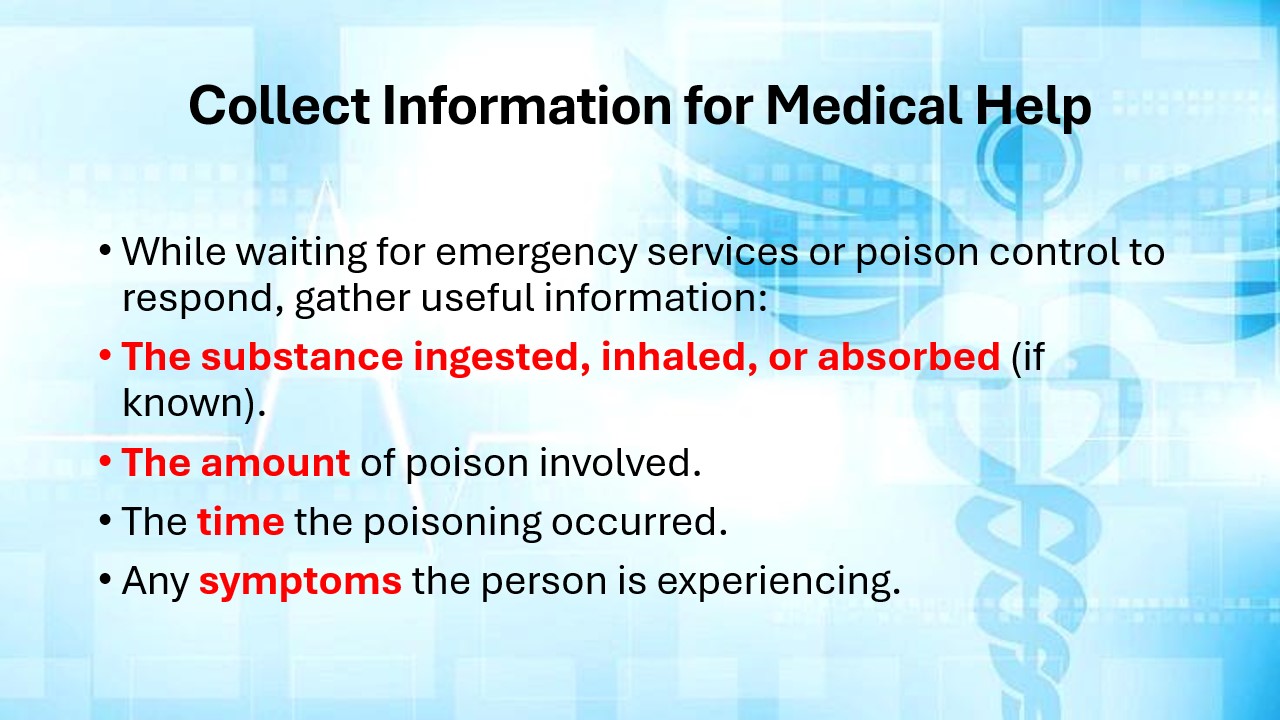 Collect Information for Medical Help
• While waiting for emergency services or poison control to
respond, gather useful information:
• The substance ingested, inhaled, or absorbed (if
known).
• The amount of poison involved.
• The time the poisoning occurred.
• Any symptoms the person is experiencing.